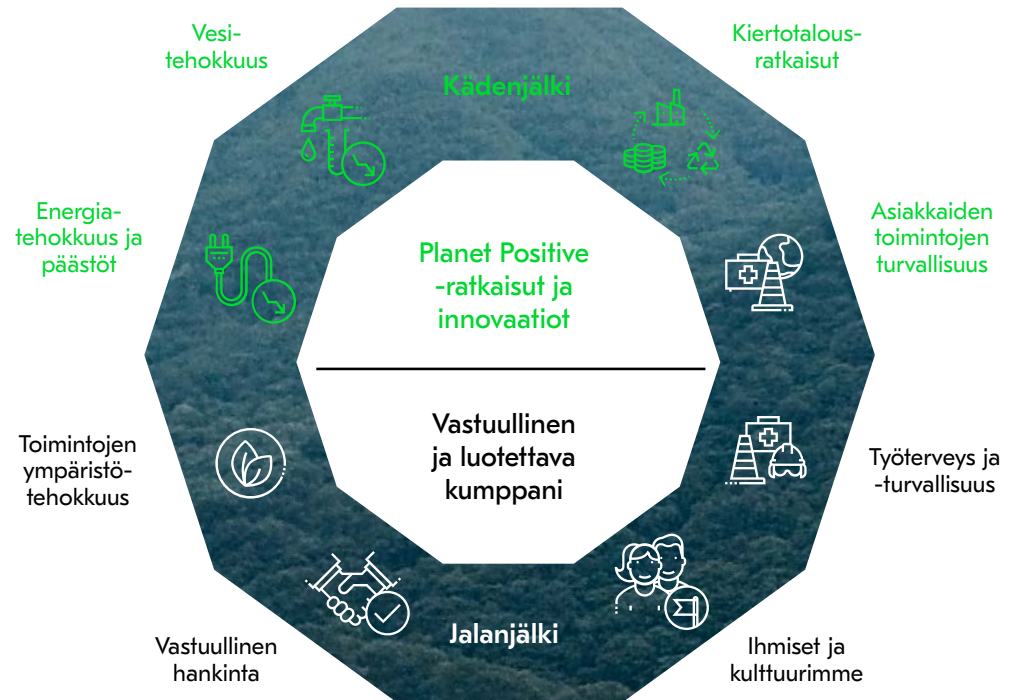 Vesi-
tehokkuus
Kiertotalous-
ratkaisut
Kädenjälki
Energia-
tehokkuus ja
päästöt
Asiakkaiden
toimintojen
turvallisuus
Planet Positive
-ratkaisut ja
innovaatiot
Vastuullinen
ja luotettava
kumppani
Toimintojen
ympäristö-
tehokkuus
Työterveys ja
-turvallisuus
Jalanjälki
Vastuullinen
hankinta
Ihmiset ja
kulttuurimme